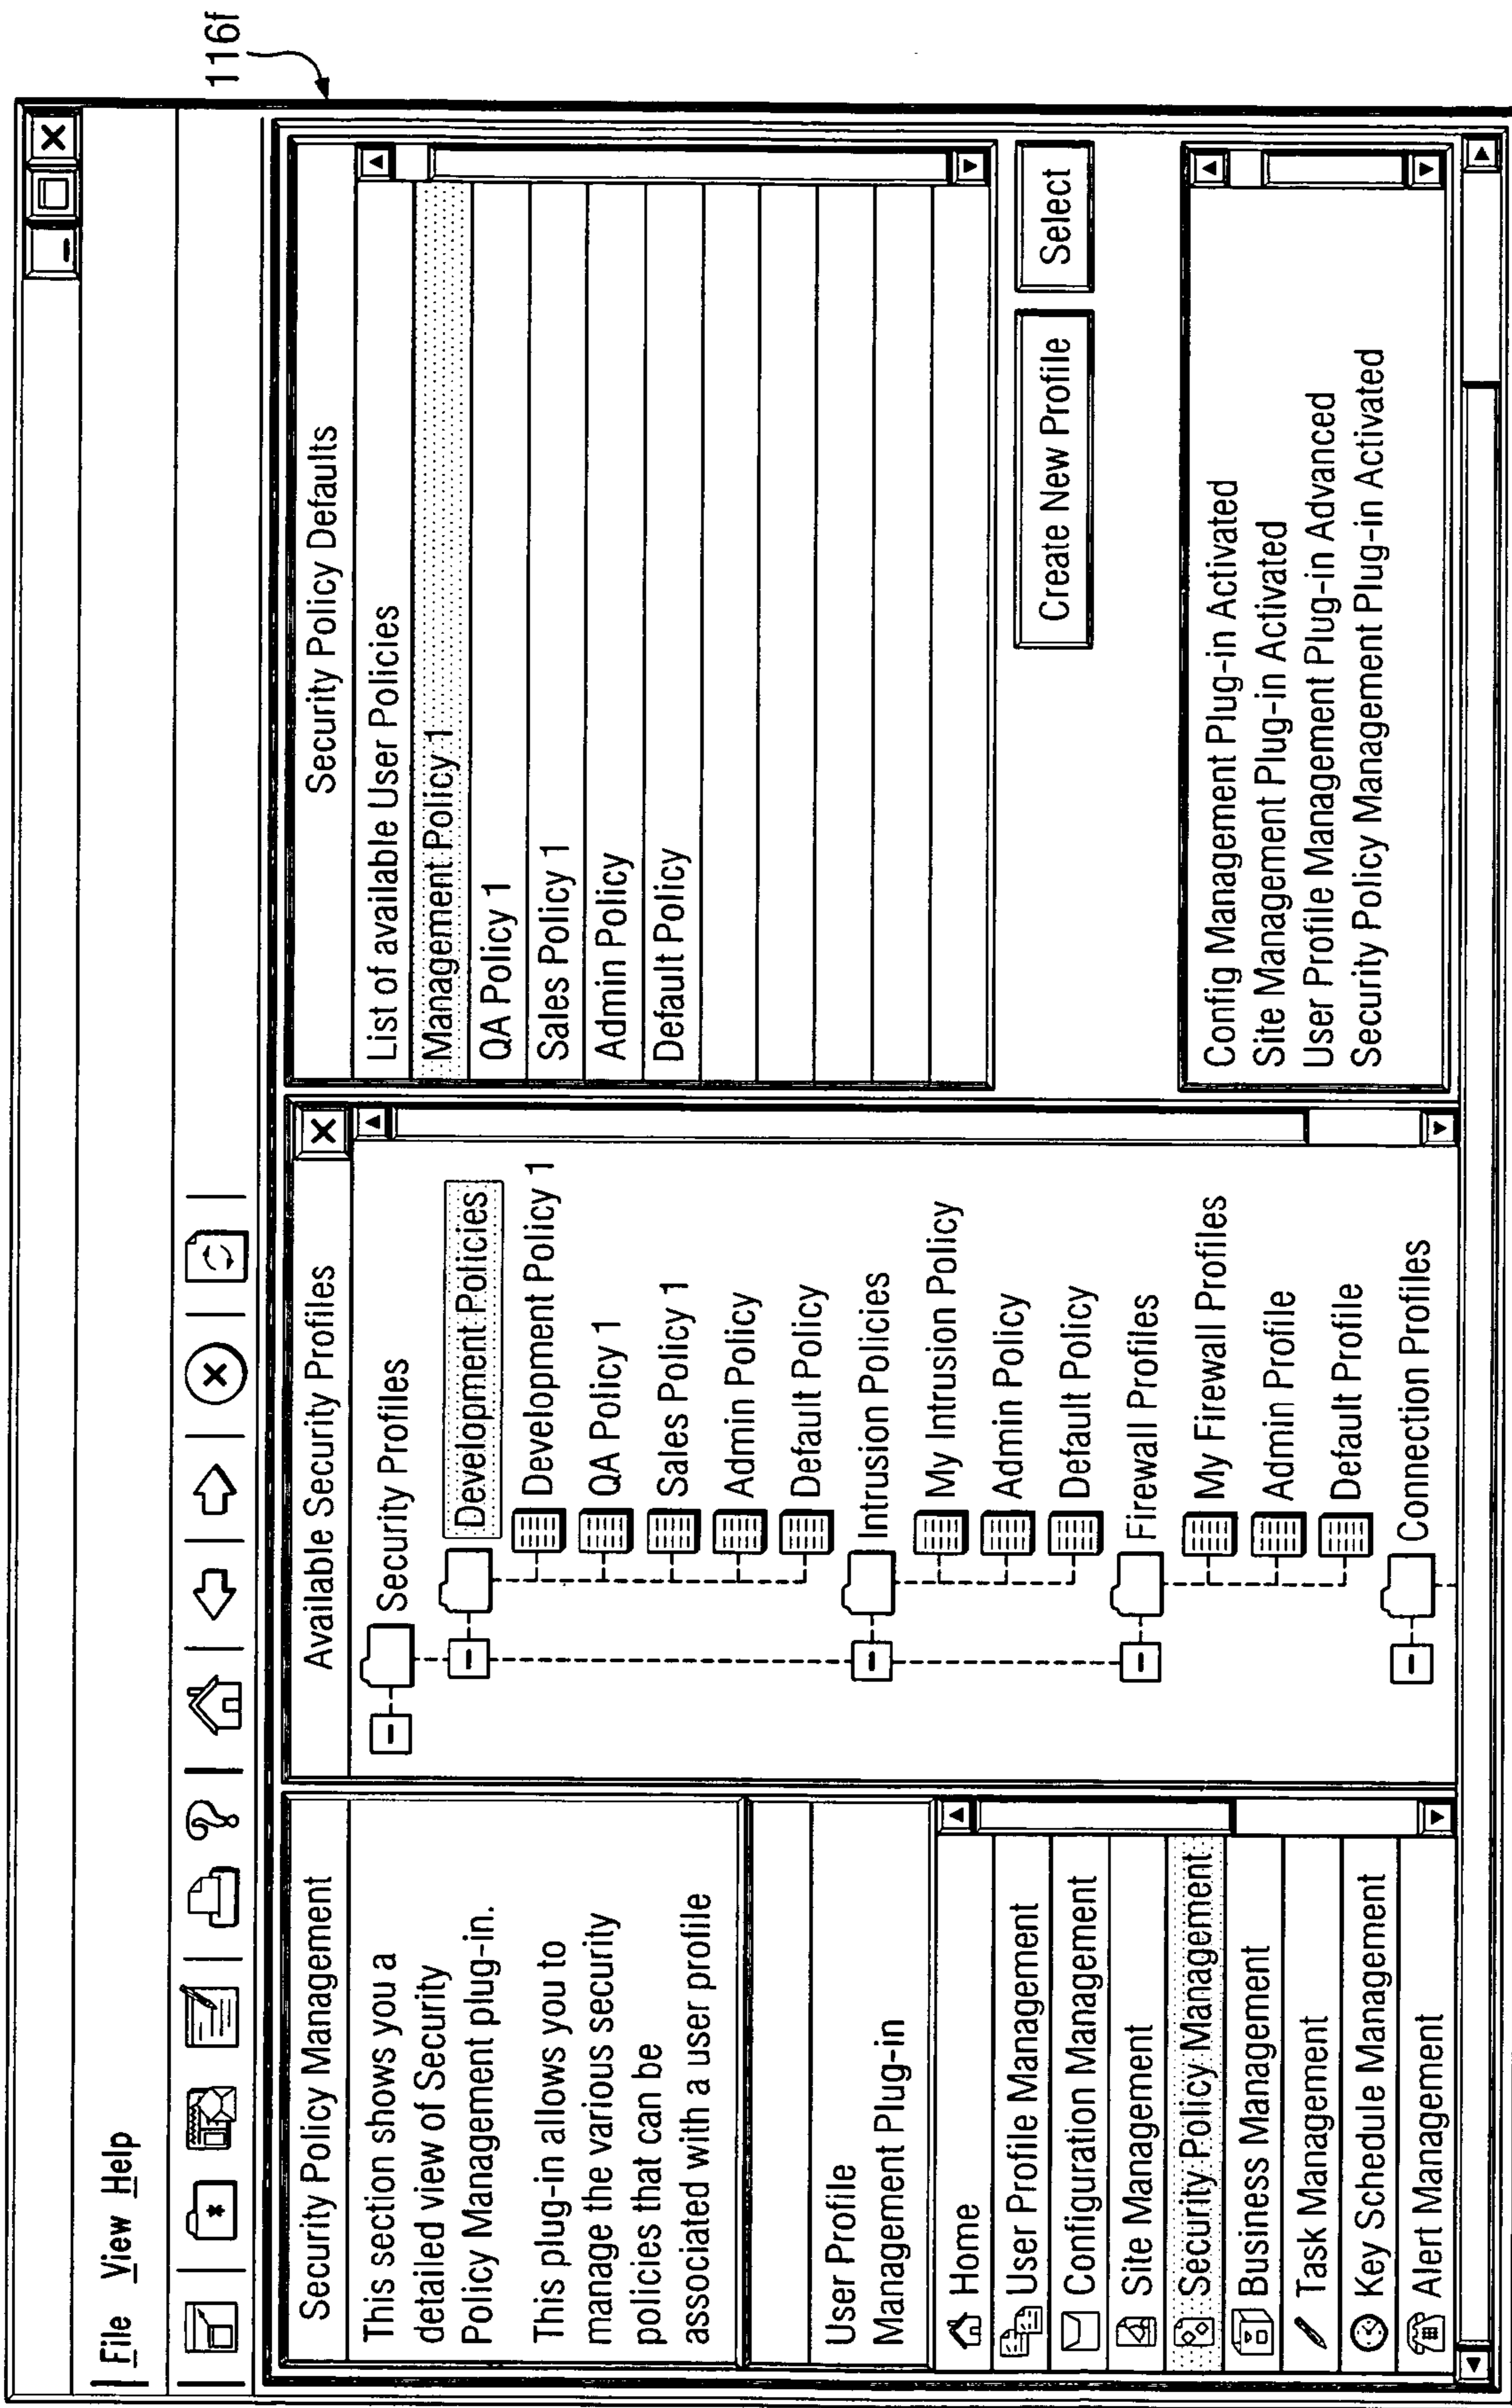 116f
File View Help
Security Policy Management
This section shows you a
detailed view of Security
Policy Management plug-in.
This plug-in allows you to
manage the various security
policies that can be
associated with a user profile
User Profile
Management Plug-in
Home
User Profile Management
Configuration Management
Site Management
Security Policy Management
Business Management
Task Management
Key Schedule Management
Alert Management
Available Security Profiles
Security Profiles
Development Policies
Development Policy 1
QA Policy 1
Sales Policy 1
Admin Policy
Default Policy
Intrusion Policies
My Intrusion Policy
Admin Policy
Default Policy
Firewall Profiles
My Firewall Profiles
Admin Profile
Default Profile
Connection Profiles
Security Policy Defaults
List of available User Policies
Management Policy 1
QA Policy 1
Sales Policy 1
Admin Policy
Default Policy
Create New Profile
Select
Config Management Plug-in Activated
Site Management Plug-in Activated
User Profile Management Plug-in Advanced
Security Policy Management Plug-in Activated